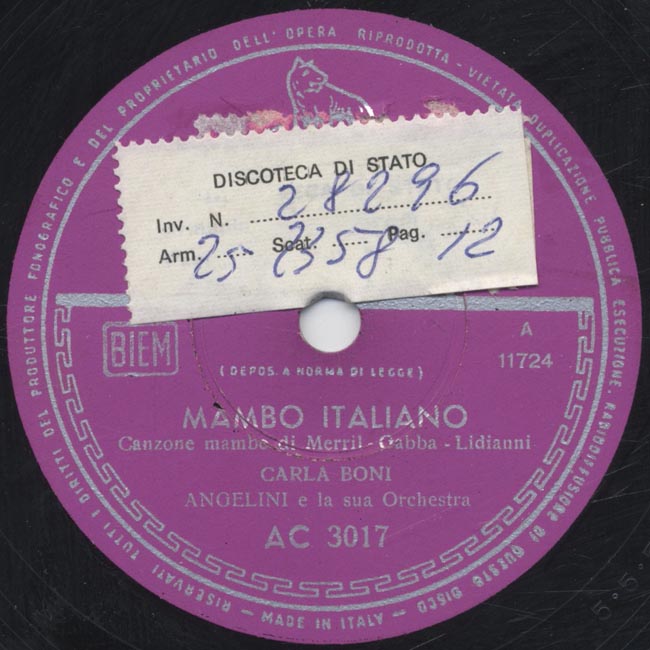 RISERVATI TUTTI I DIRITTI DEL PRODUTTORE FONOGRAFICO E DEL PROPRIETARIO DELL'OPERA RIPRODOTTA - VIETATA DUPLICAZIONE PUBBLICA ESECUZIONE, RADIODIFFUSIONE DI QUESTO DISCO - MADE IN ITALY -
DISCOTECA DI STATO
Inv. N. 28296
Arm. 25 Scat. 58 Pag. 12
BIEM
A
11724
(DEPOS. A NORMA DI LEGGE)
MAMBO ITALIANO
Canzone mambo di Merril - Gabba - Lidianni
CARLA BONI
ANGELINI e la sua Orchestra
AC 3017